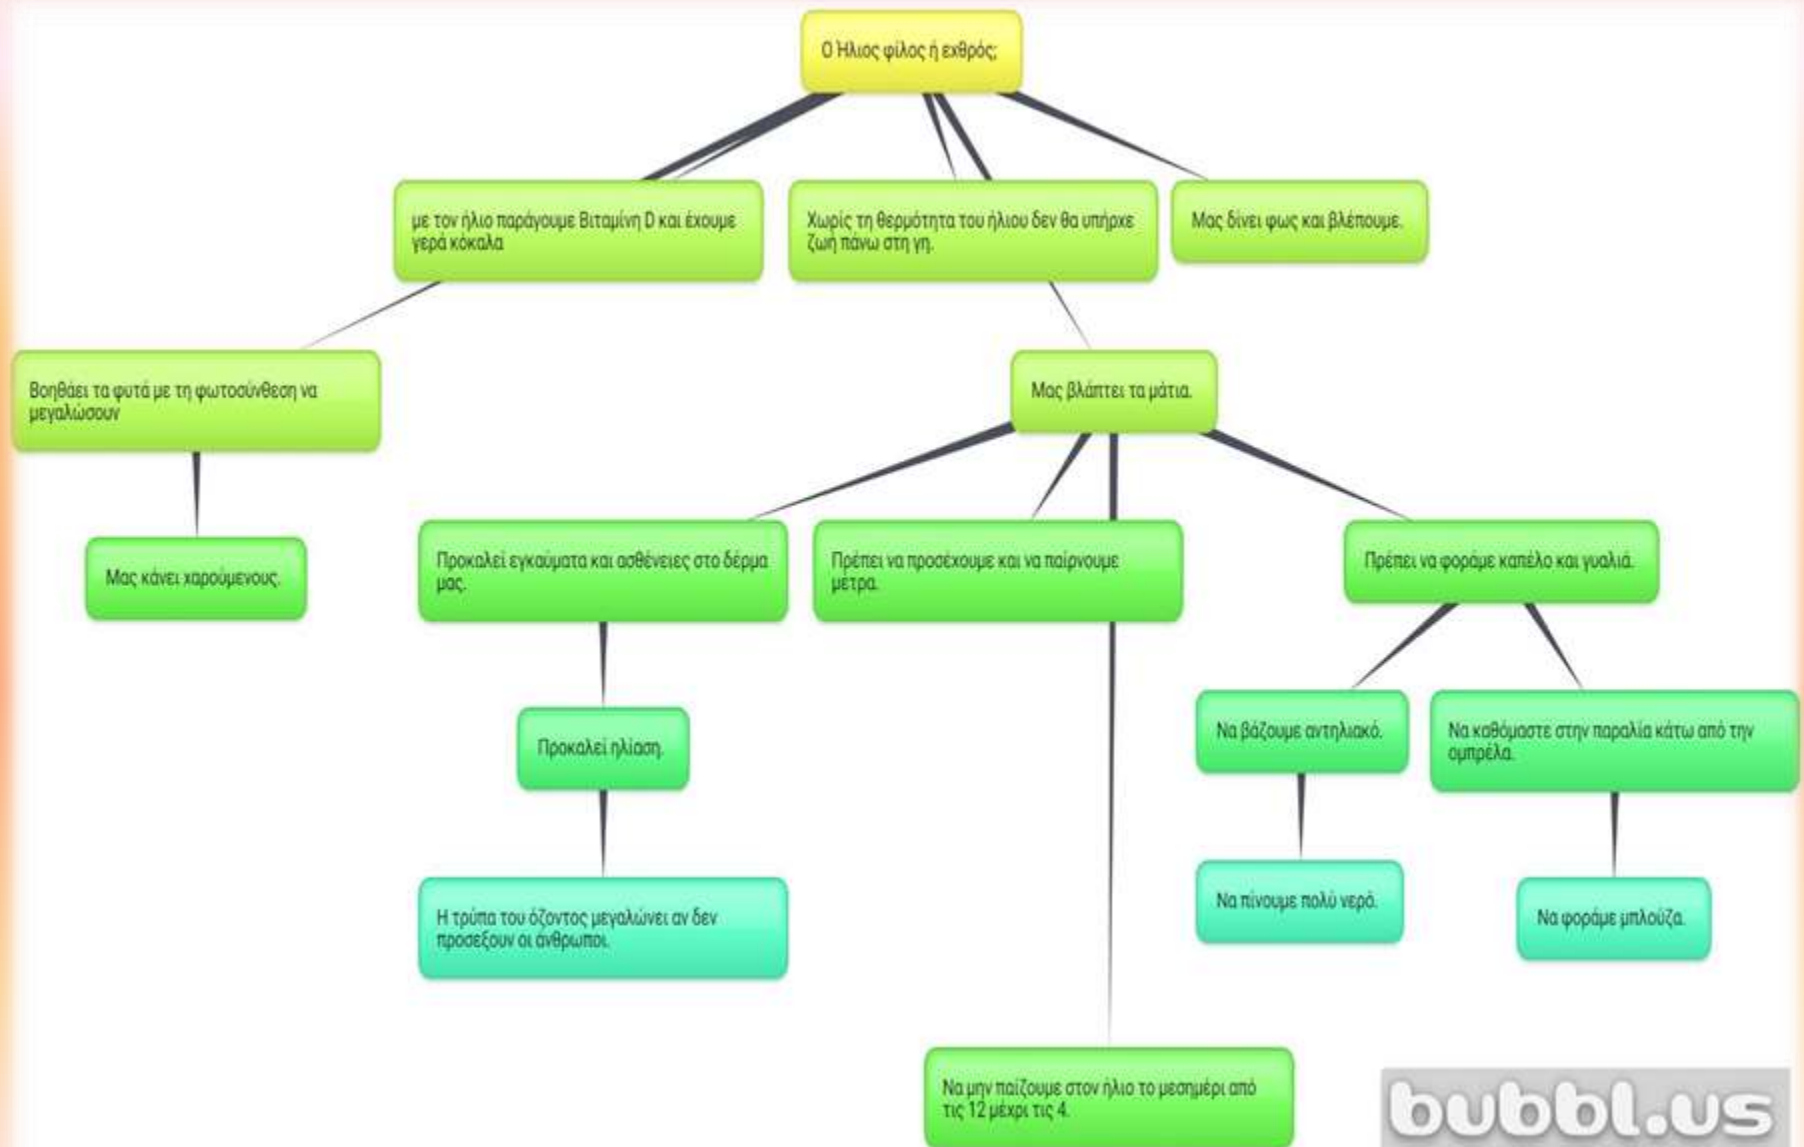 Ο Ήλιος φίλος ή εχθρός;
με τον ήλιο παράγουμε Βιταμίνη D και έχουμε
γερά κόκαλα
Χωρίς τη θερμότητα του ήλιου δεν θα υπήρχε
ζωή πάνω στη γη.
Μας δίνει φως και βλέπουμε.
Βοηθάει τα φυτά με τη φωτοσύνθεση να
μεγαλώσουν
Μας βλάπτει τα μάτια.
Μας κάνει χαρούμενους.
Προκαλεί εγκαύματα και ασθένειες στο δέρμα
μας.
Πρέπει να προσέχουμε και να παίρνουμε
μέτρα.
Πρέπει να φοράμε καπέλο και γυαλιά.
Προκαλεί ηλίαση.
Να βάζουμε αντηλιακό.
Να καθόμαστε στην παραλία κάτω από την
ομπρέλα.
Η τρύπα του όζοντος μεγαλώνει αν δεν
προσεξουν οι άνθρωποι.
Να πίνουμε πολύ νερό.
Να φοράμε μπλούζα.
Να μην παίζουμε στον ήλιο το μεσημέρι από
τις 12 μέχρι τις 4.
bubbl.us